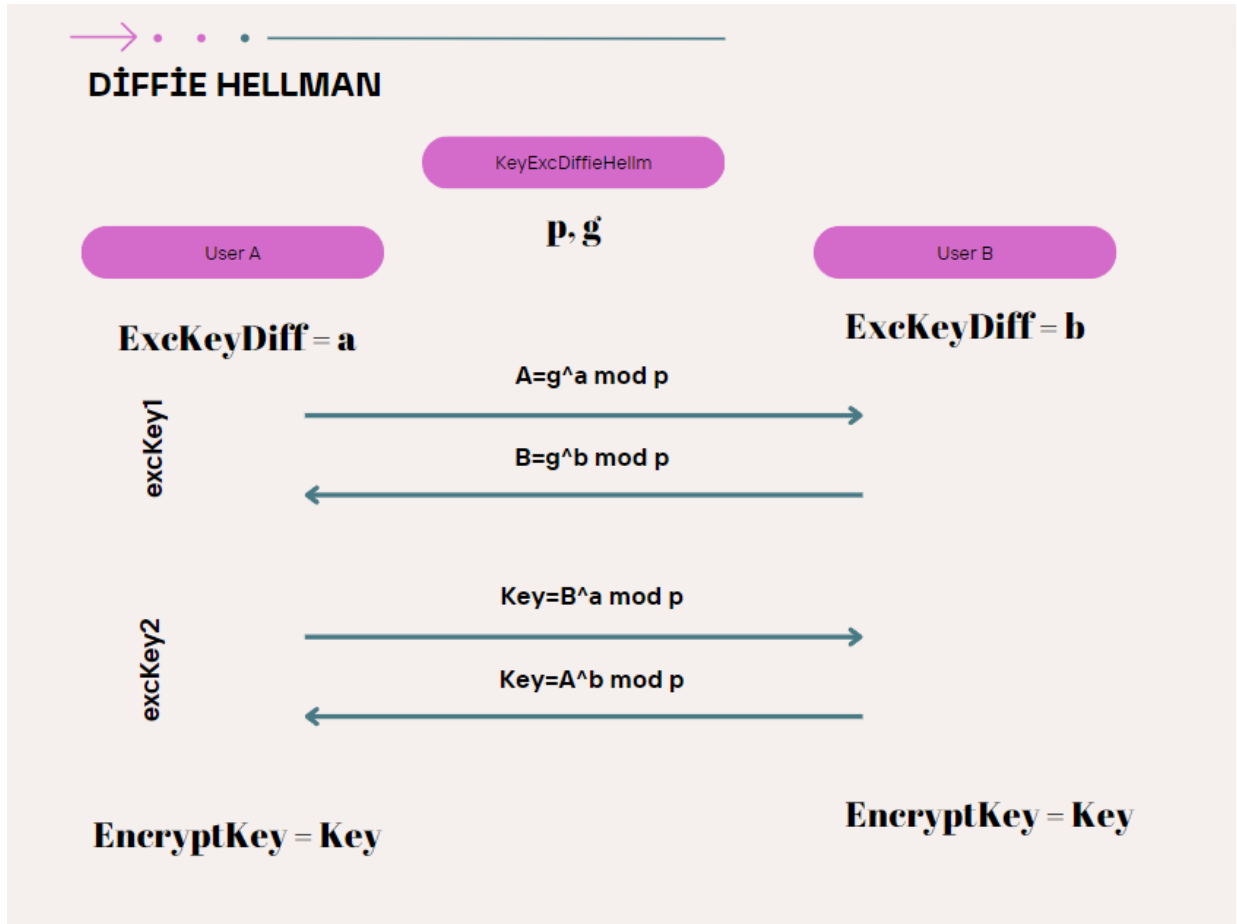 DİFFİE HELLMAN
KeyExcDiffieHellm
p, g
User A
User B
ExcKeyDiff = a
ExcKeyDiff = b
A=g^a mod p
excKey1
B=g^b mod p
Key=B^a mod p
excKey2
Key=A^b mod p
EncryptKey = Key
EncryptKey = Key